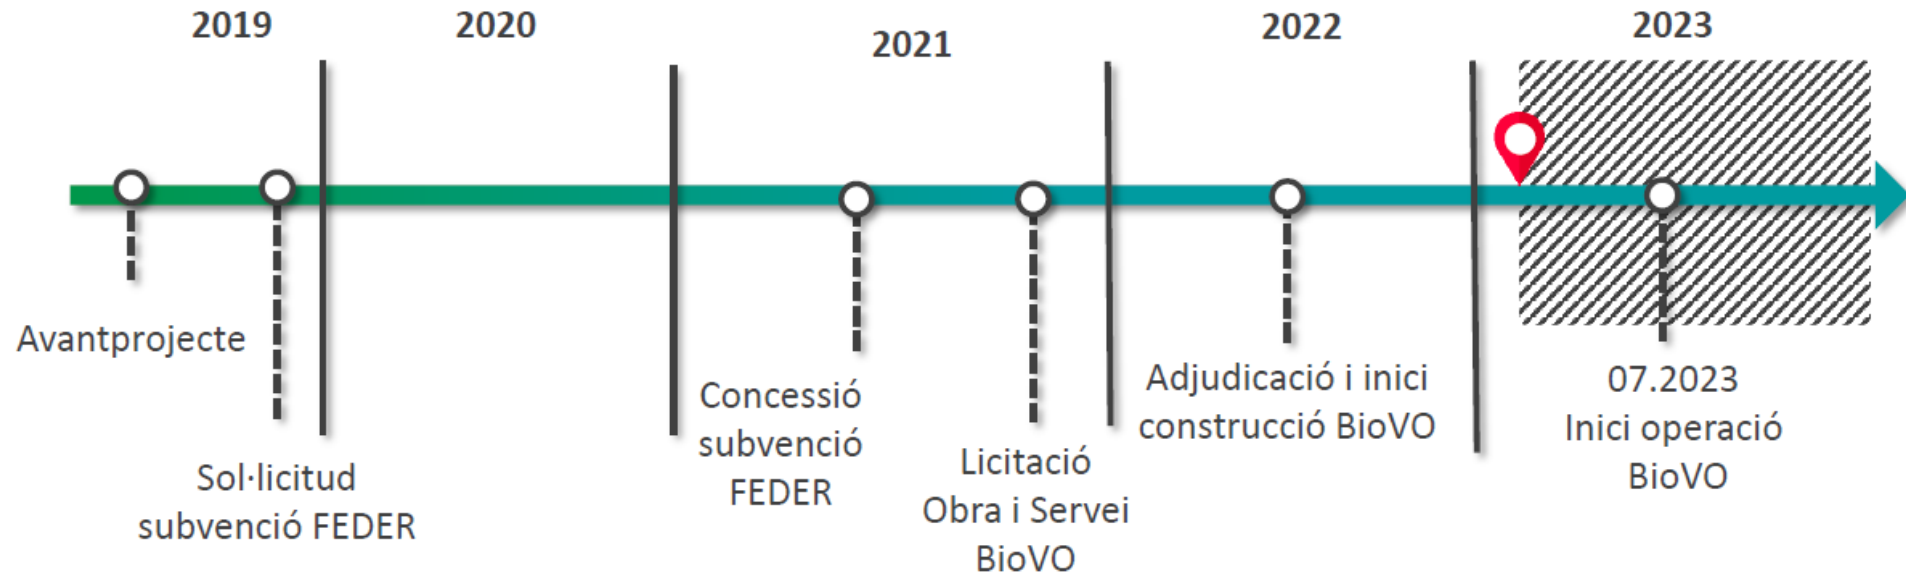 2019
2020
2021
2022
2023
Avantprojecte
Sol·licitud
subvenció FEDER
Concessió
subvenció
FEDER
Licitació
Obra i Servei
BioVO
Adjudicació i inici
construcció BioVO
07.2023
Inici operació
BioVO